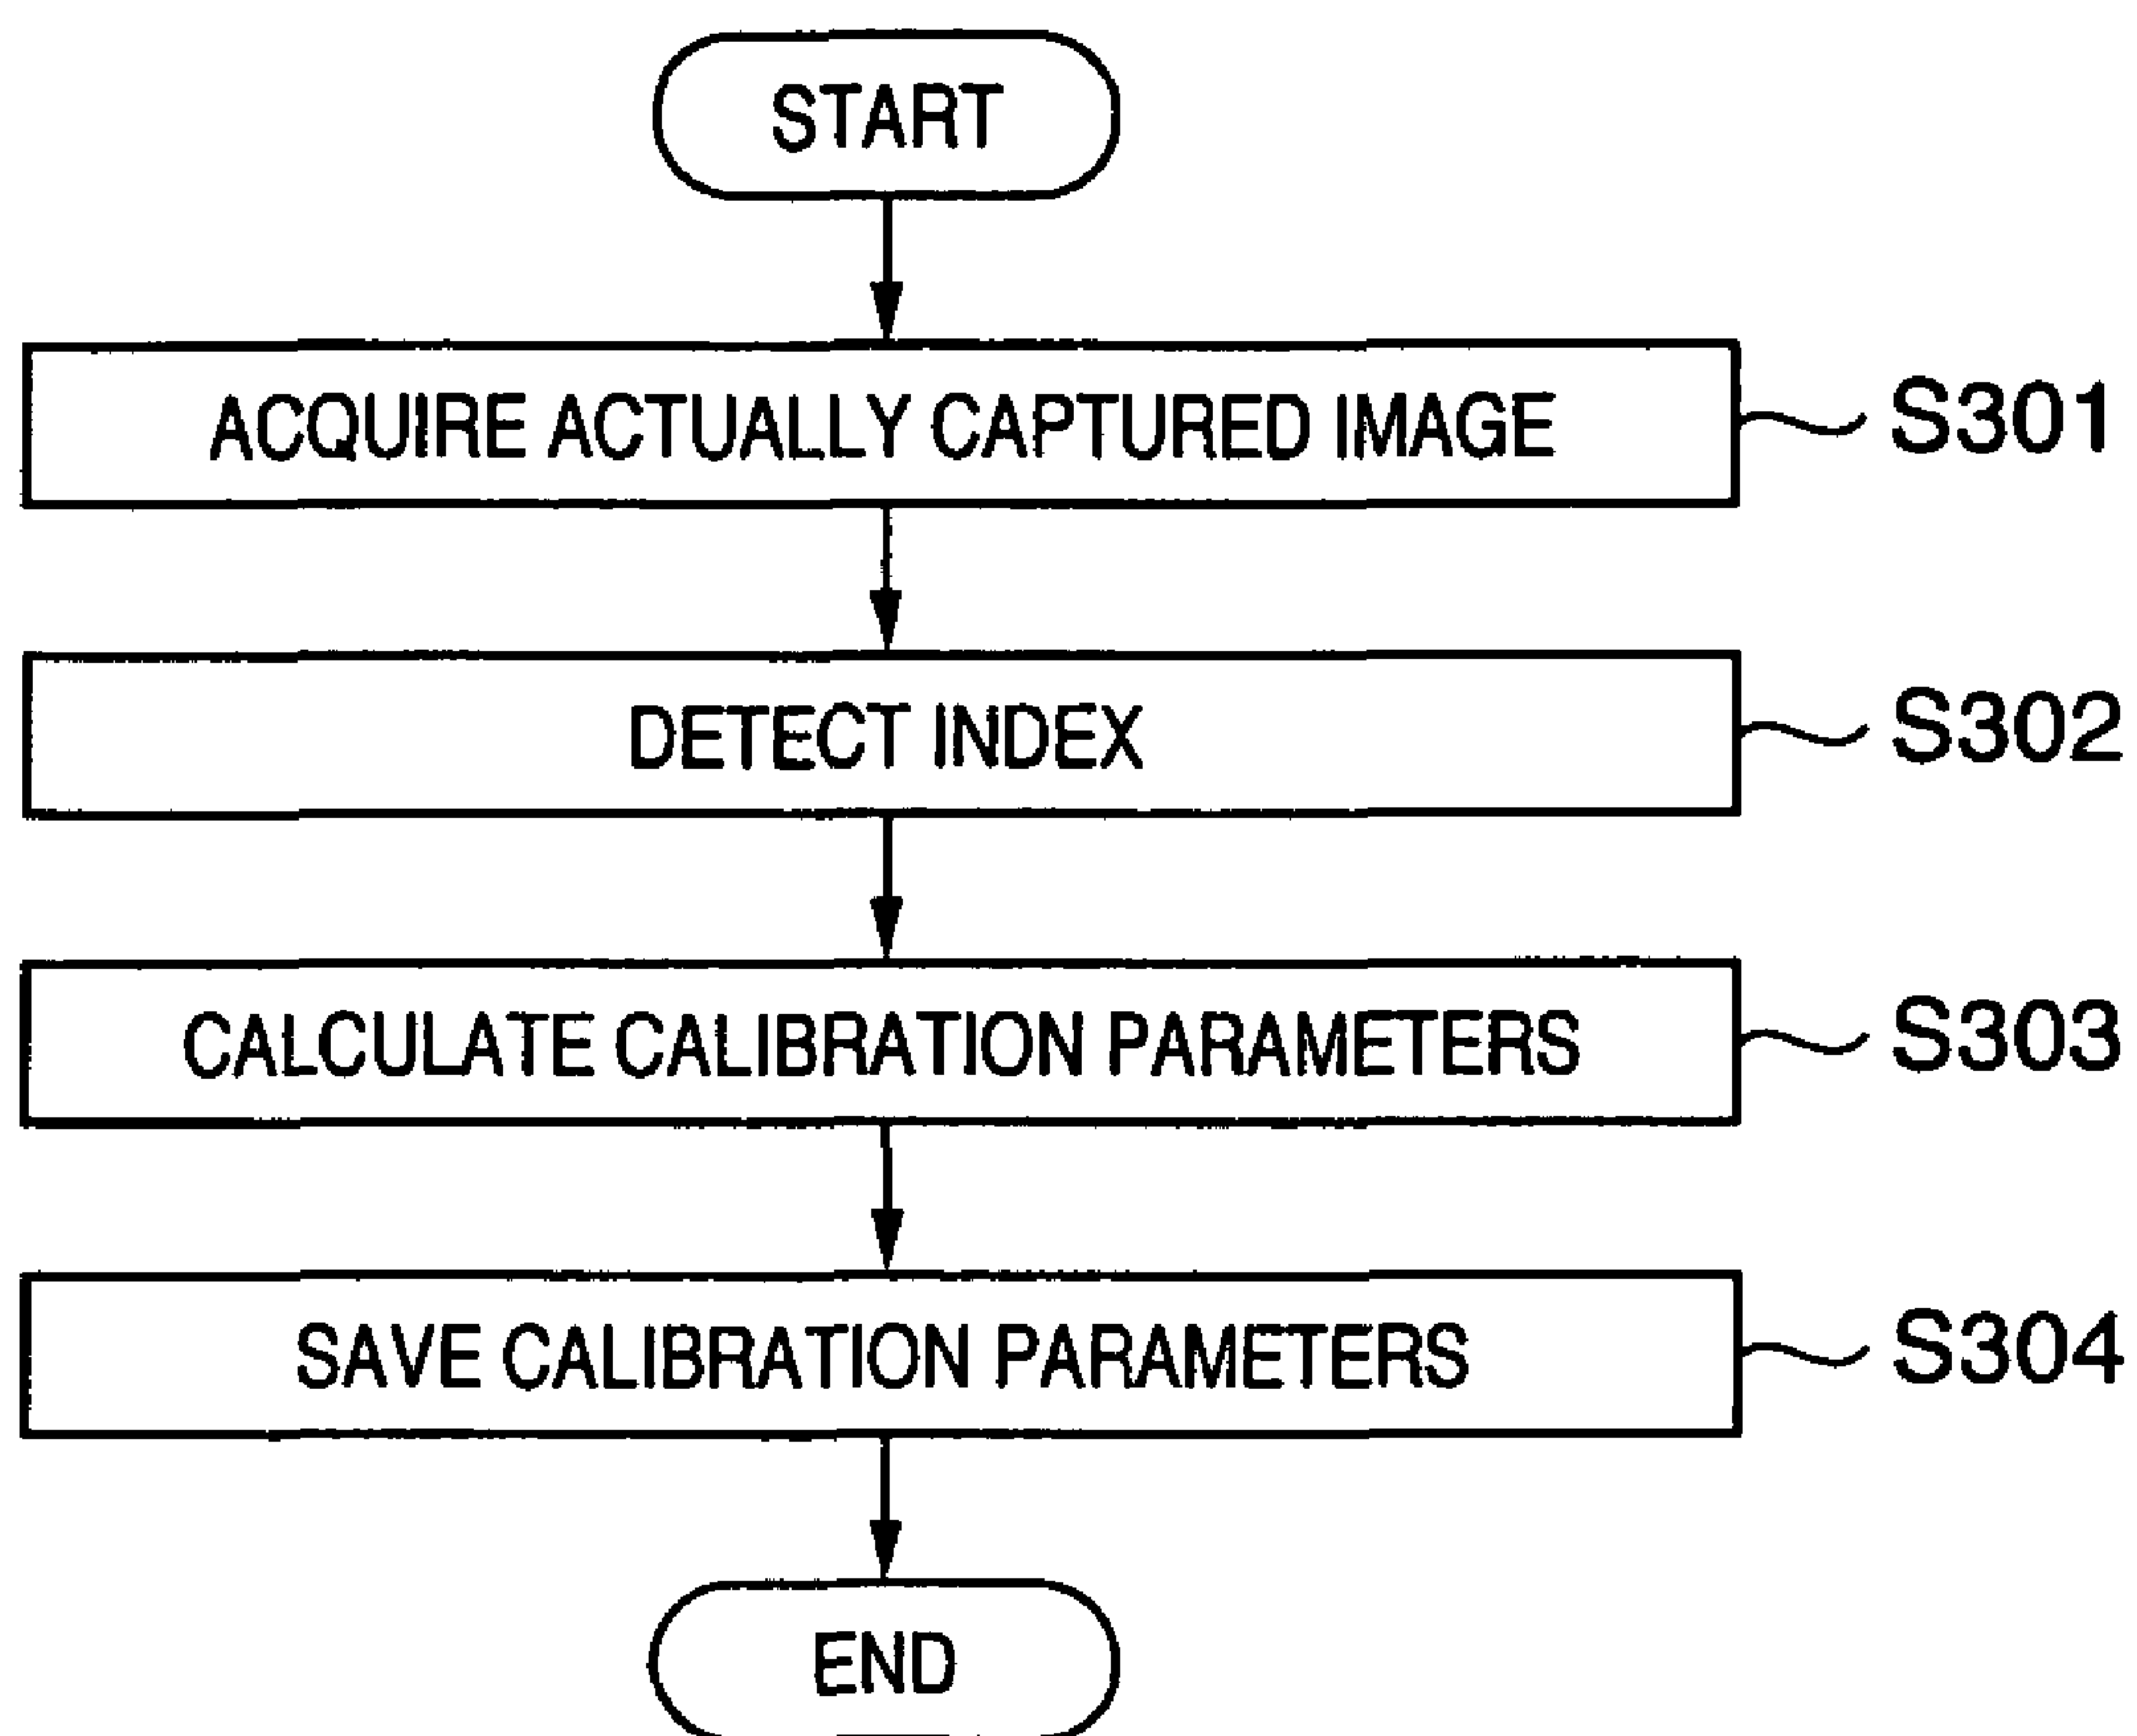 START
ACQUIRE ACTUALLY CAPTURED IMAGE S301
DETECT INDEX S302
CALCULATE CALIBRATION PARAMETERS S303
SAVE CALIBRATION PARAMETERS S304
END